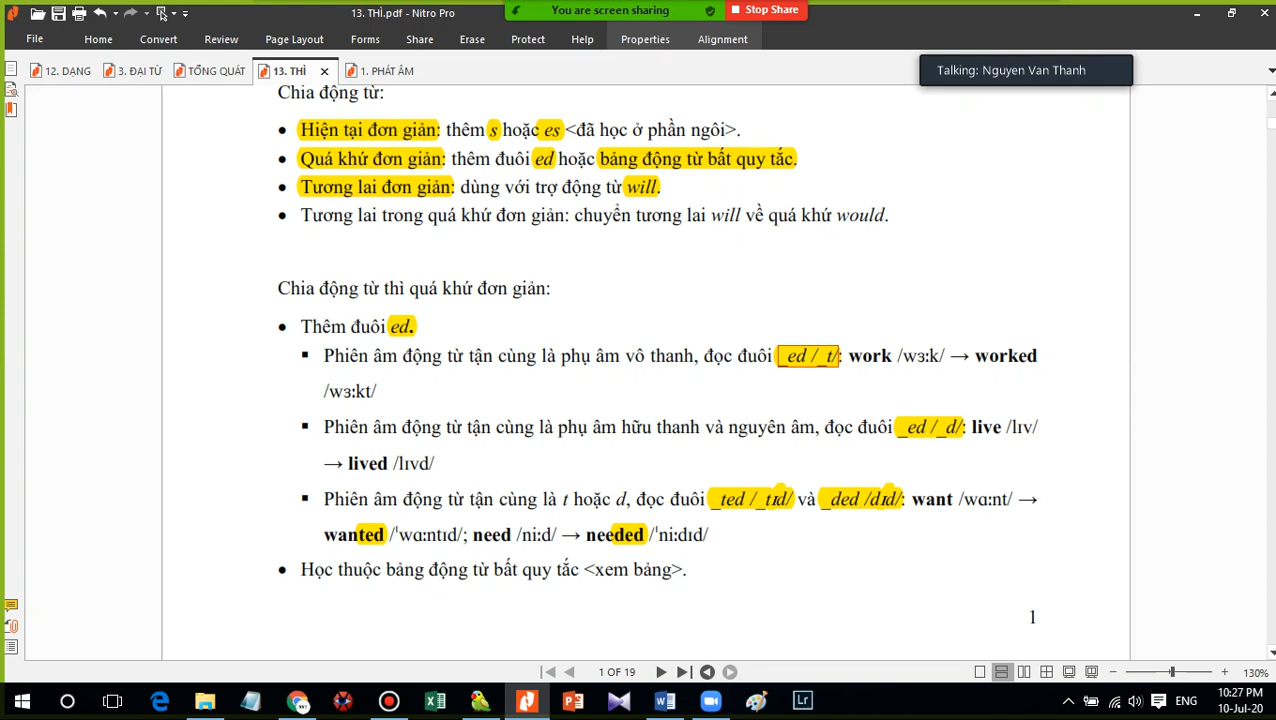 13. THÌ.pdf - Nitro Pro
You are screen sharing
Stop Share
File Home Convert Review Page Layout Forms Share Erase Protect Help Properties Alignment
12. DẠNG 3. ĐẠI TỪ TỔNG QUÁT 13. THÌ 1. PHÁT ÂM
Talking: Nguyen Van Thanh
Chia động từ:
• Hiện tại đơn giản: thêm s hoặc es <đã học ở phần ngôi>.
• Quá khứ đơn giản: thêm đuôi ed hoặc bảng động từ bất quy tắc.
• Tương lai đơn giản: dùng với trợ động từ will.
• Tương lai trong quá khứ đơn giản: chuyển tương lai will về quá khứ would.
Chia động từ thì quá khứ đơn giản:
• Thêm đuôi ed.
▪ Phiên âm động từ tận cùng là phụ âm vô thanh, đọc đuôi _ed /_t/: work /wɜːk/ → worked
/wɜːkt/
▪ Phiên âm động từ tận cùng là phụ âm hữu thanh và nguyên âm, đọc đuôi _ed /_d/: live /lɪv/
→ lived /lɪvd/
▪ Phiên âm động từ tận cùng là t hoặc d, đọc đuôi _ted /_tɪd/ và _ded /dɪd/: want /wɑːnt/ →
wanted /ˈwɑːntɪd/; need /niːd/ → needed /ˈniːdɪd/
• Học thuộc bảng động từ bất quy tắc <xem bảng>.
1
1 OF 19
130%
ENG
10:27 PM
10-Jul-20